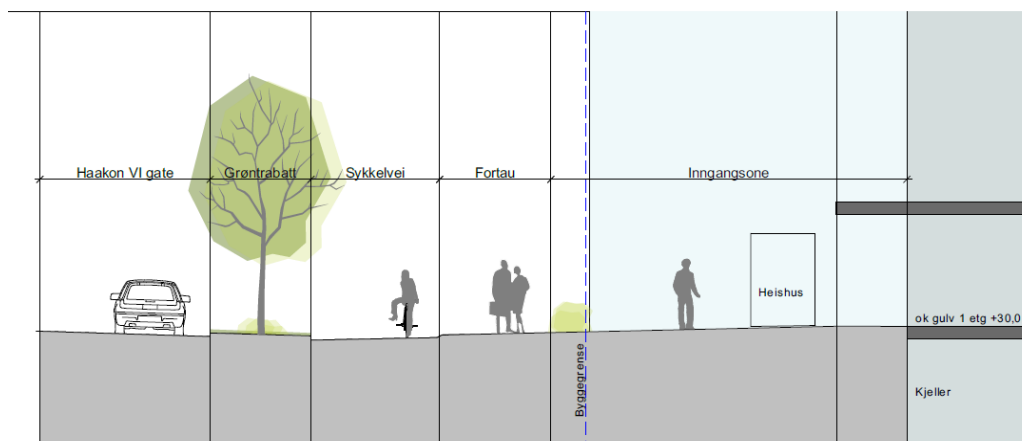 Haakon VI gate
Grøntrabatt
Sykkelvei
Fortau
Inngangsone
Heishus
ok gulv 1 etg +30,0
Byggegrense
Kjeller